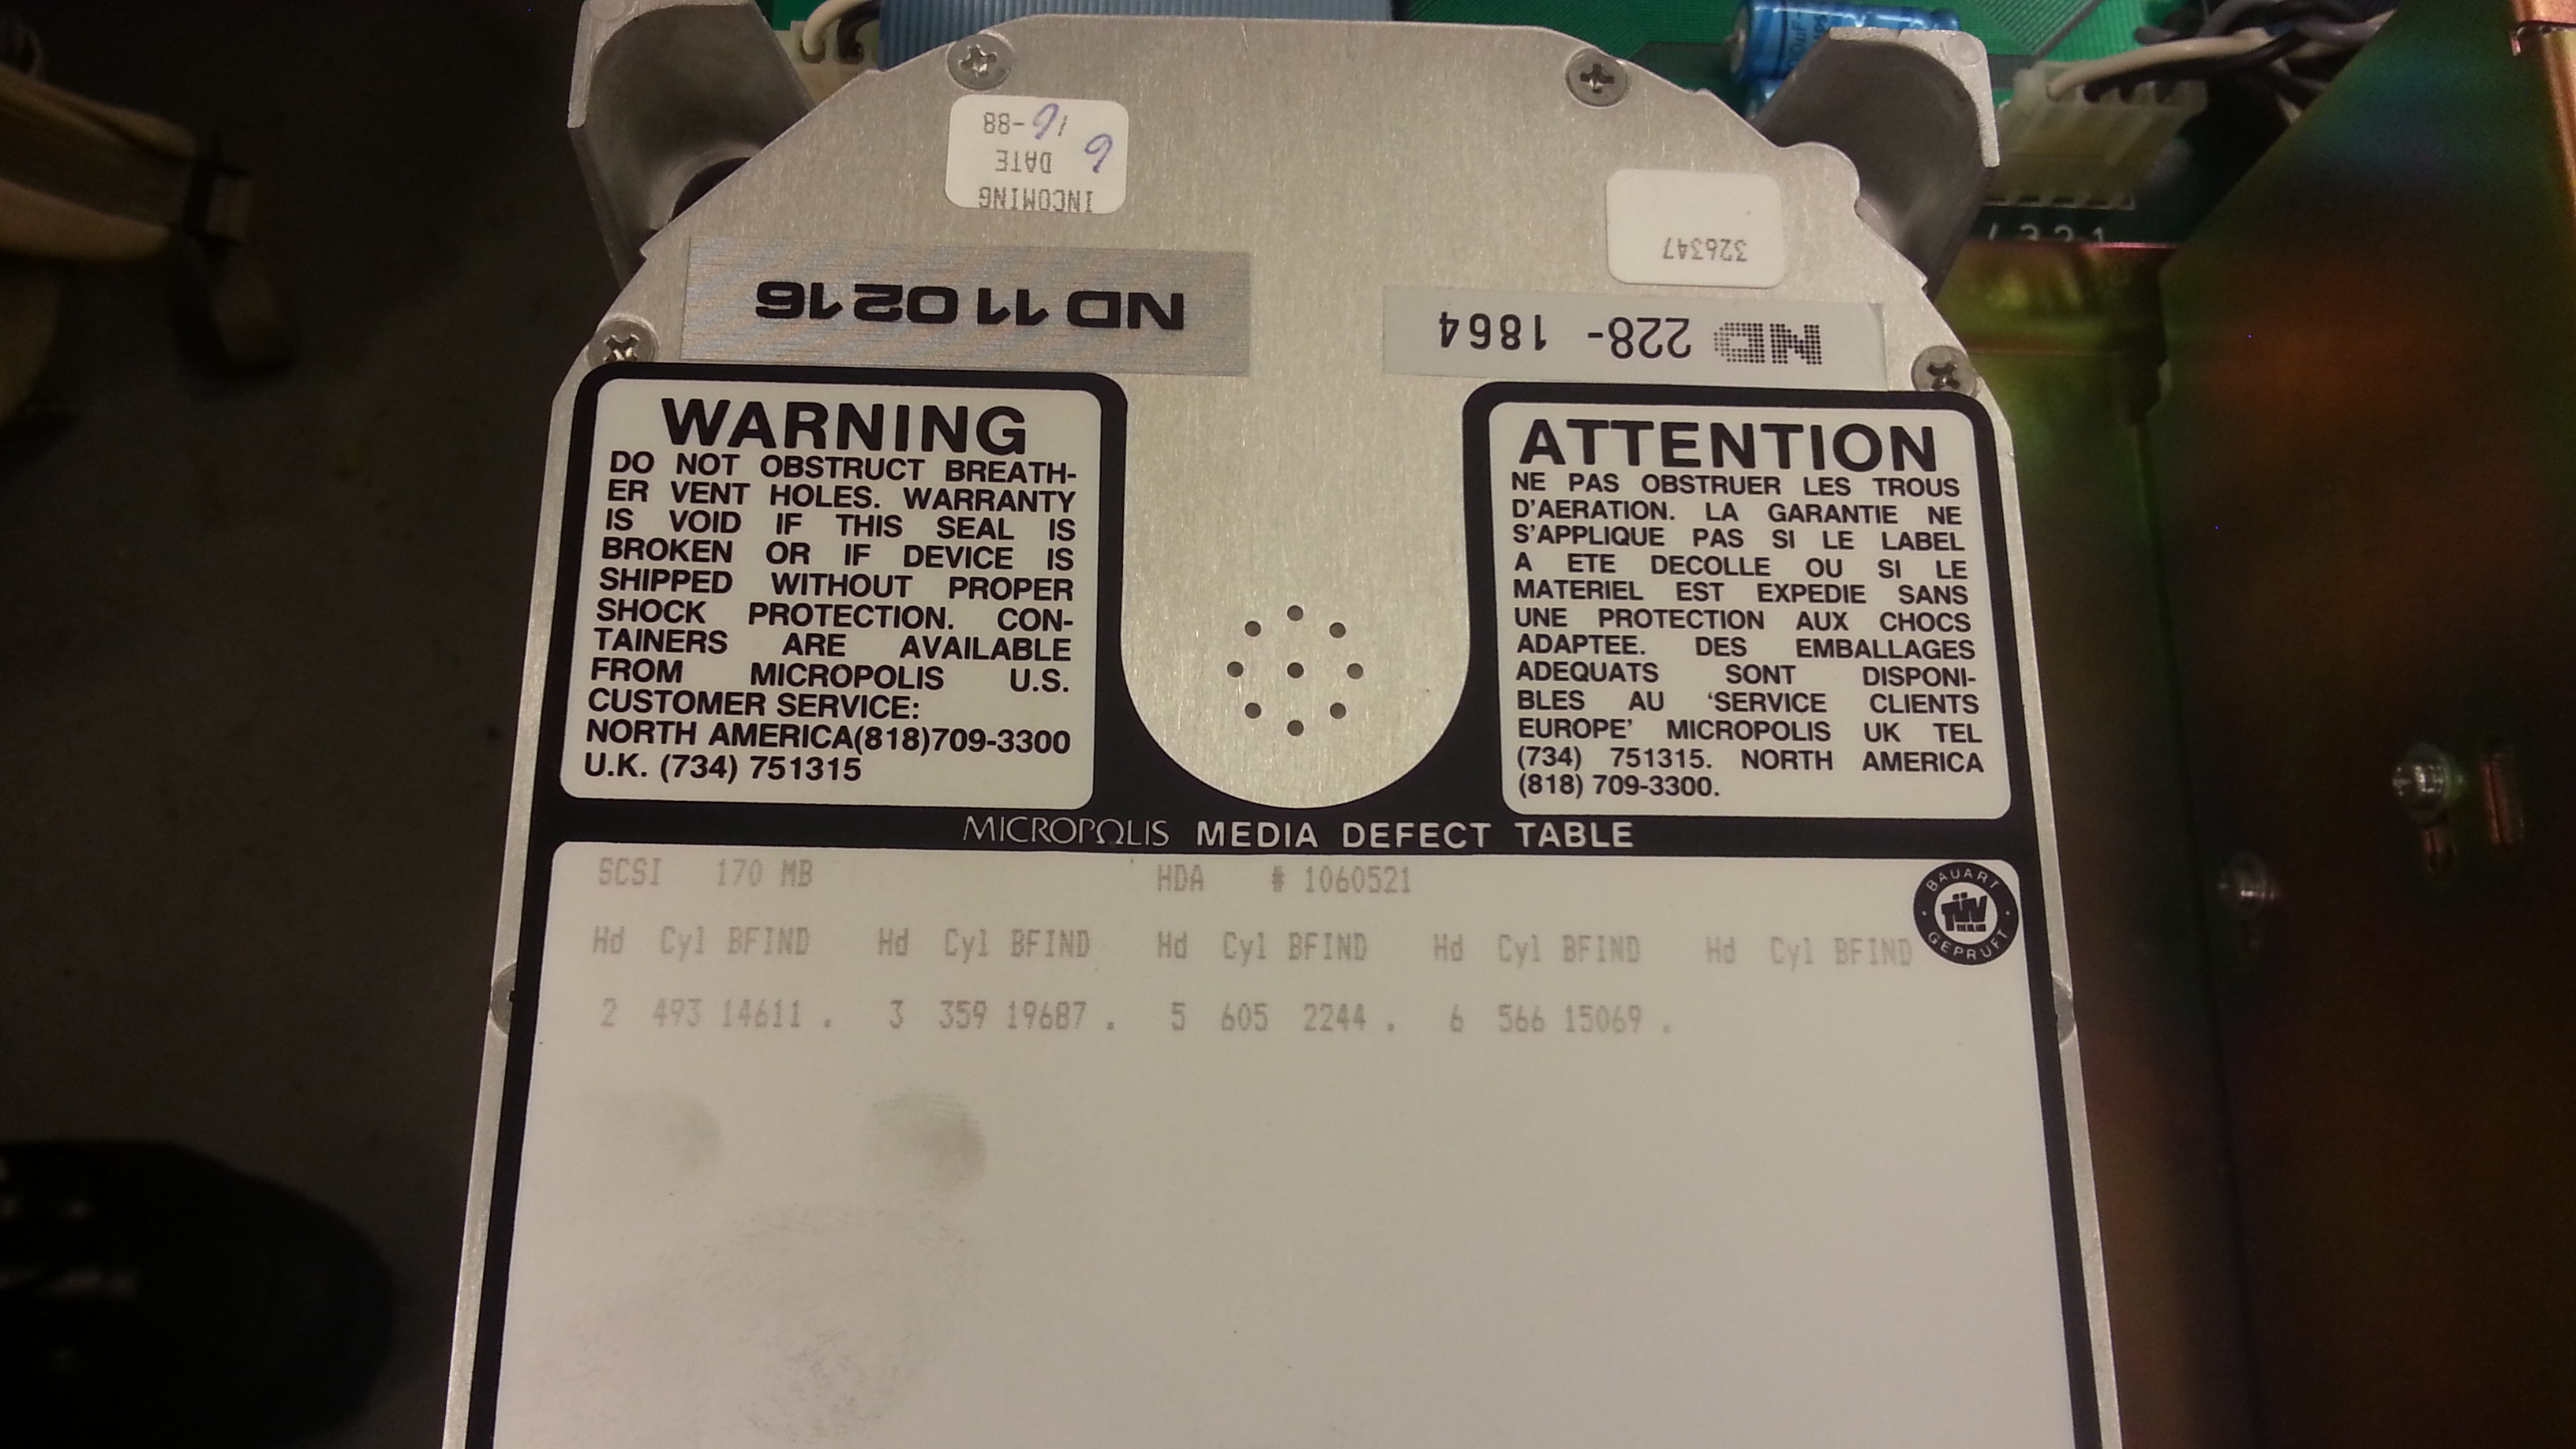 INCOMING
DATE 6
16-88
326347
ND 110216
ND 228-1864
WARNING
DO NOT OBSTRUCT BREATH-
ER VENT HOLES. WARRANTY
IS VOID IF THIS SEAL IS
BROKEN OR IF DEVICE IS
SHIPPED WITHOUT PROPER
SHOCK PROTECTION. CON-
TAINERS ARE AVAILABLE
FROM MICROPOLIS U.S.
CUSTOMER SERVICE:
NORTH AMERICA(818)709-3300
U.K. (734) 751315
ATTENTION
NE PAS OBSTRUER LES TROUS
D'AERATION. LA GARANTIE NE
S'APPLIQUE PAS SI LE LABEL
A ETE DECOLLE OU SI LE
MATERIEL EST EXPEDIE SANS
UNE PROTECTION AUX CHOCS
ADAPTEE. DES EMBALLAGES
ADEQUATS SONT DISPONI-
BLES AU 'SERVICE CLIENTS
EUROPE' MICROPOLIS UK TEL
(734) 751315. NORTH AMERICA
(818) 709-3300.
MICROPOLIS MEDIA DEFECT TABLE
SCSI 170 MB HDA # 1060521
BAUART
TÜV
GEPRUFT
Hd Cyl BFIND Hd Cyl BFIND Hd Cyl BFIND Hd Cyl BFIND Hd Cyl BFIND
2 493 14611 . 3 359 19687 . 5 605 2244 . 6 566 15069 .